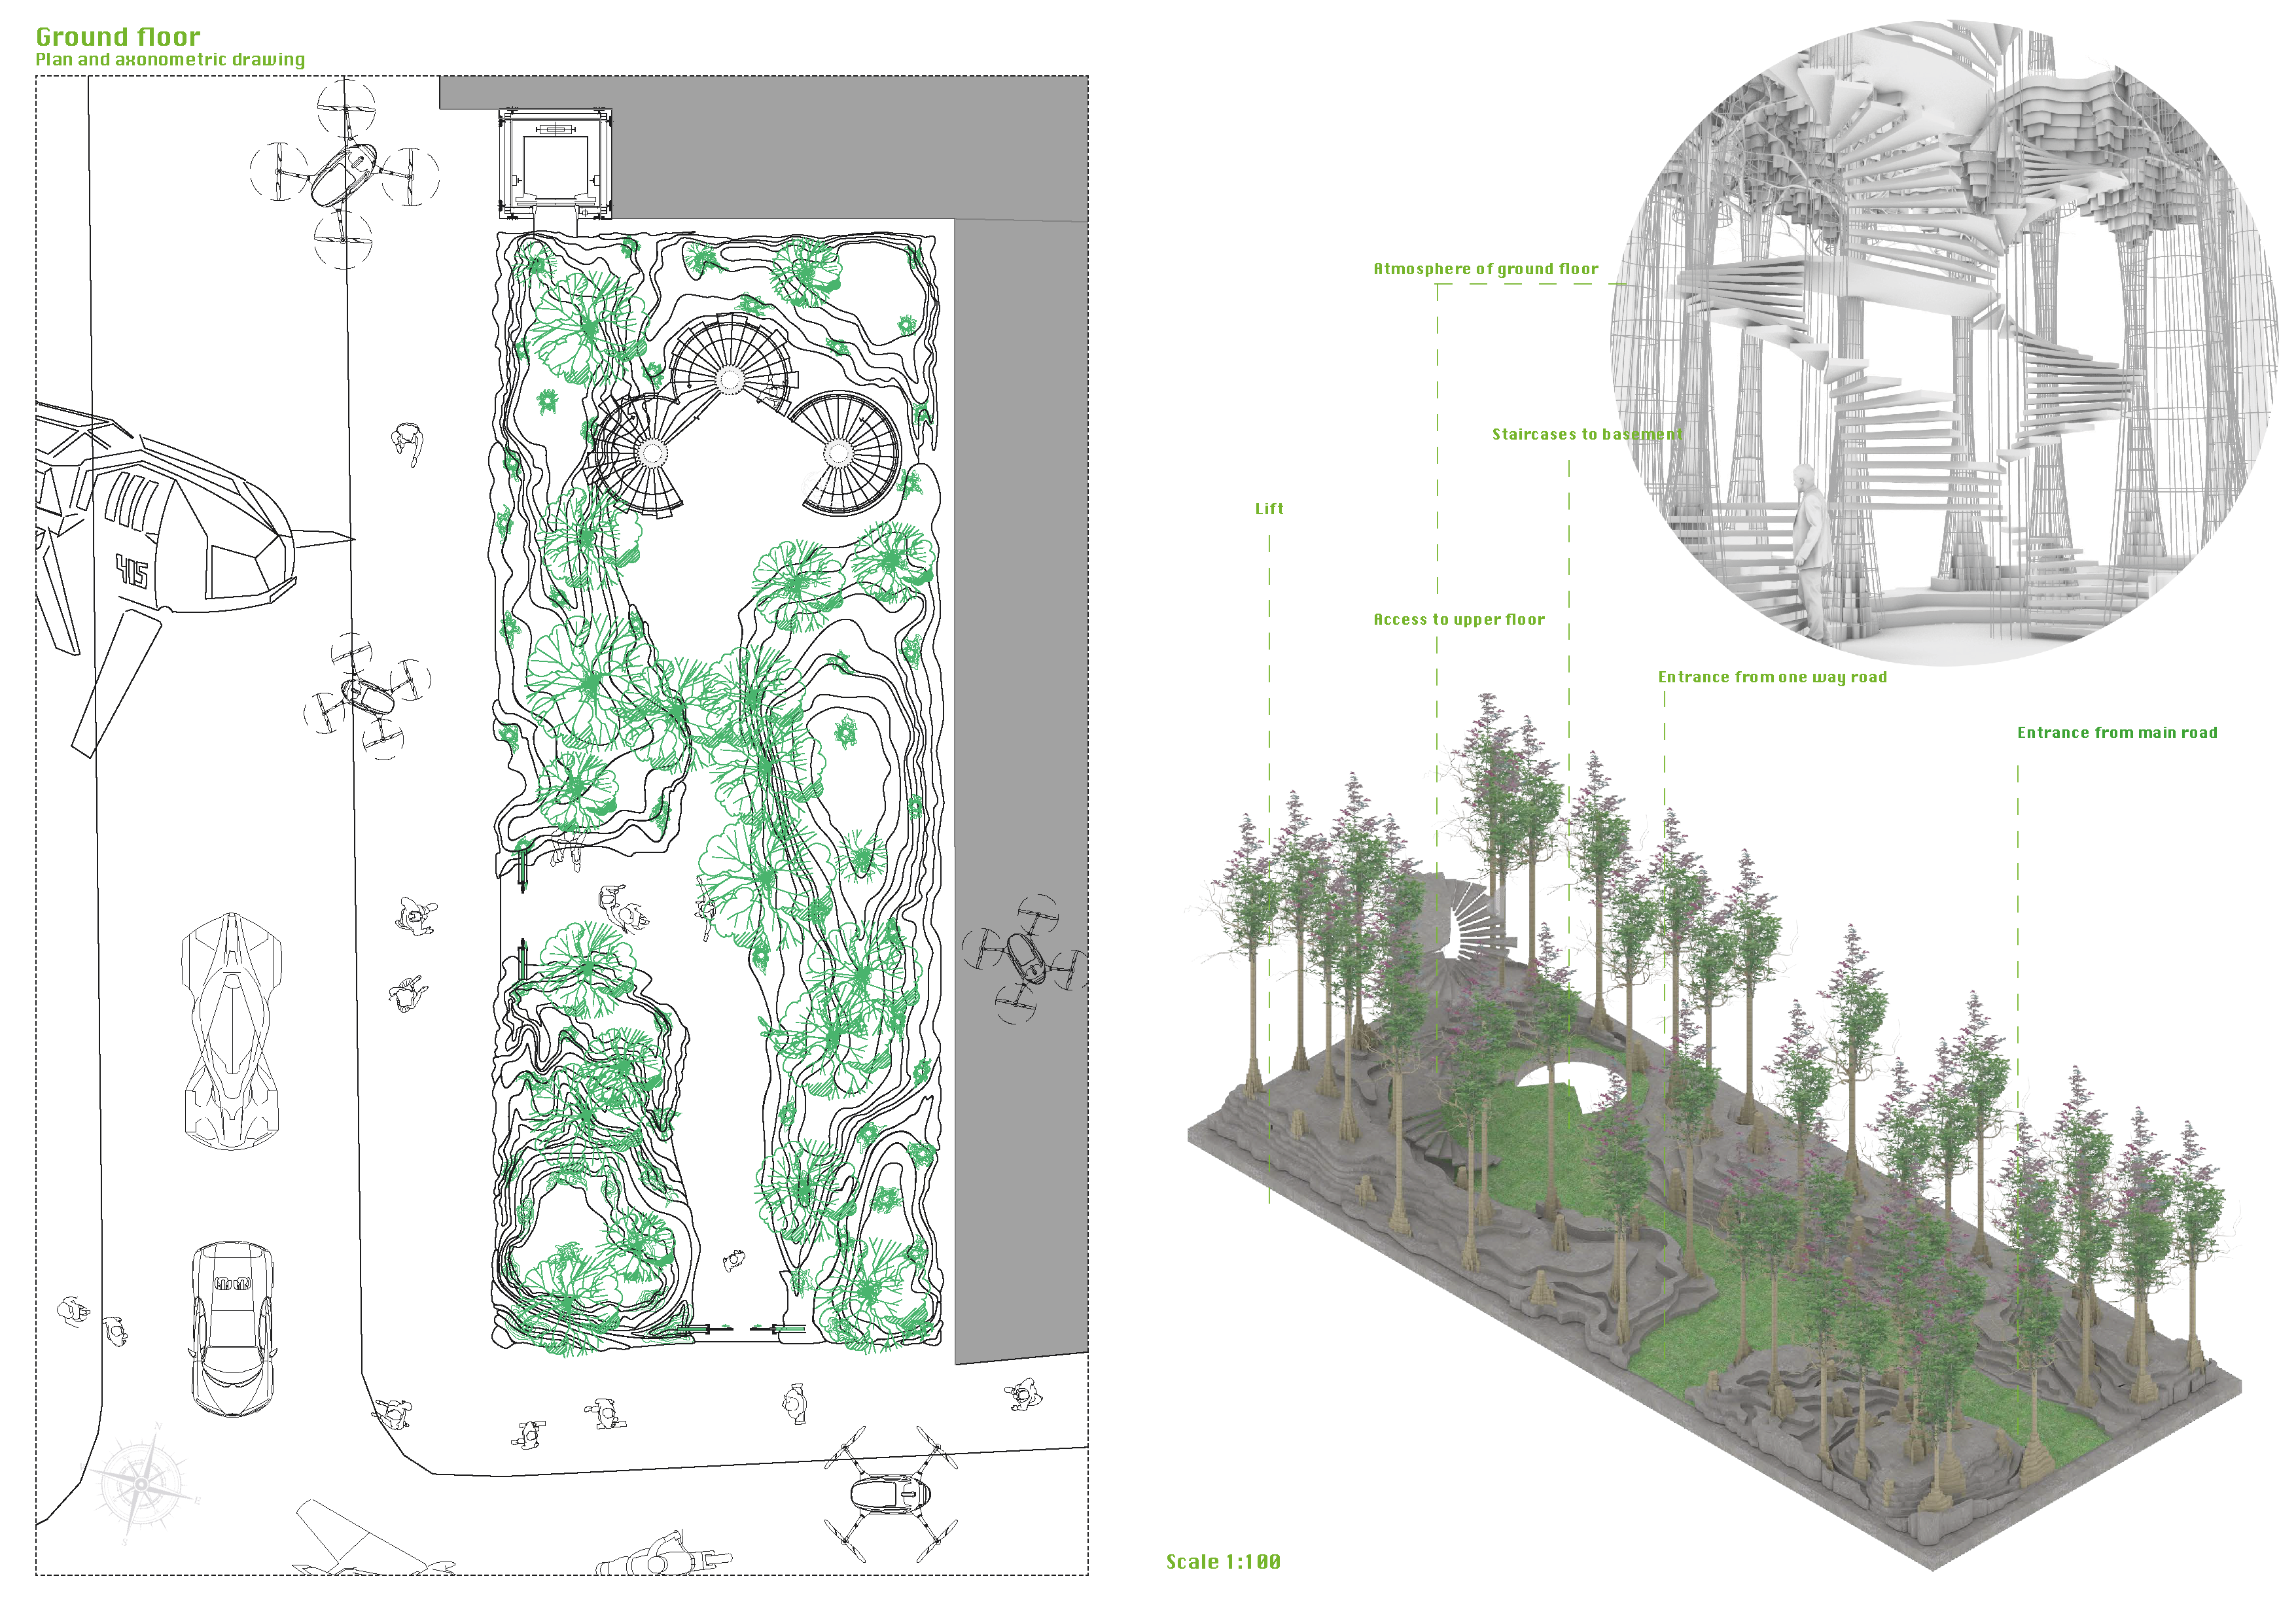 Ground floor
Plan and axonometric drawing
415
Atmosphere of ground floor
Staircases to basement
Lift
Access to upper floor
Entrance from one way road
Entrance from main road
N
E
Scale 1:100